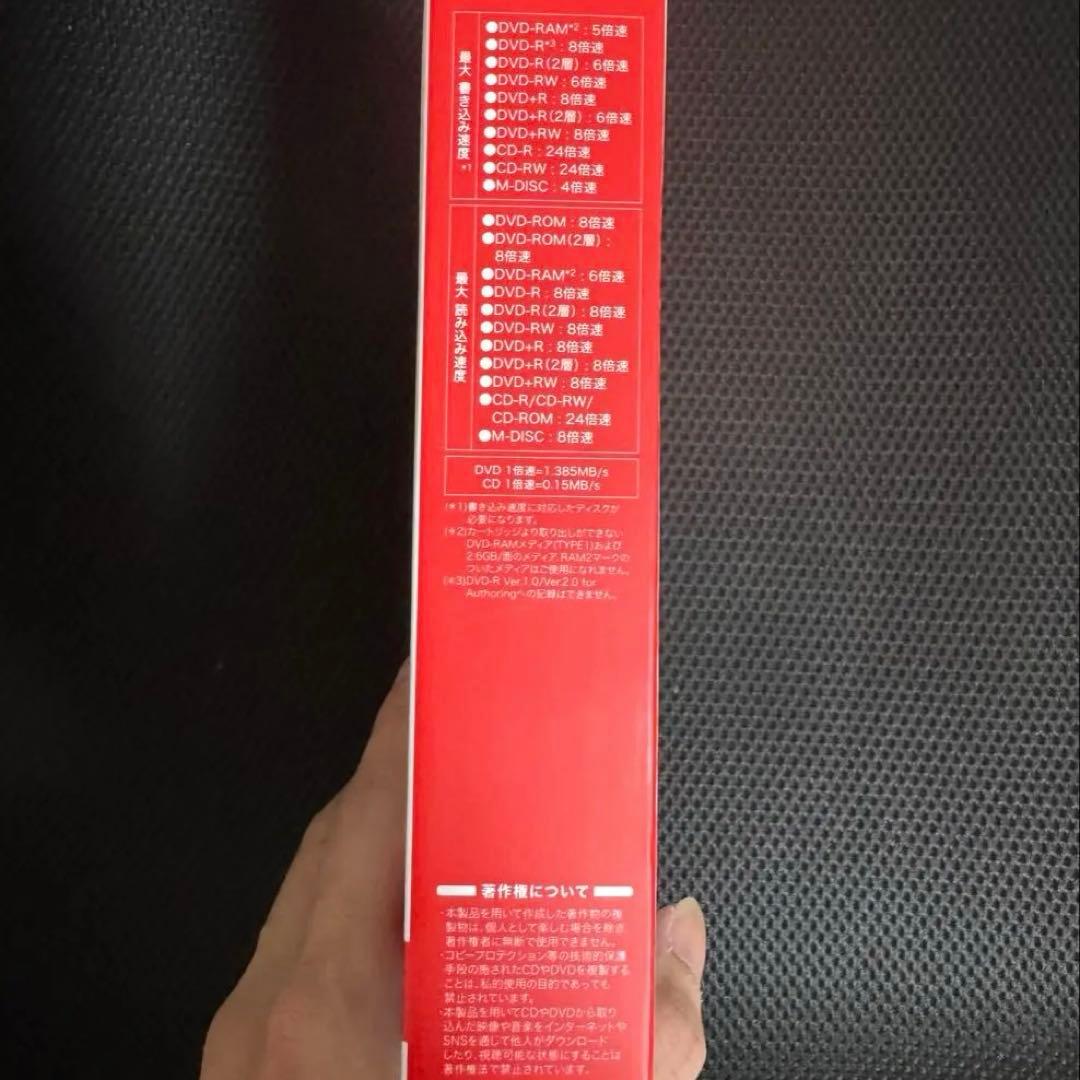 最大 書き込み速度 *1
●DVD-RAM*2 : 5倍速
●DVD-R*3 : 8倍速
●DVD-R(2層) : 6倍速
●DVD-RW : 6倍速
●DVD+R : 8倍速
●DVD+R(2層) : 6倍速
●DVD+RW : 8倍速
●CD-R : 24倍速
●CD-RW : 24倍速
●M-DISC : 4倍速
最大 読み込み速度
●DVD-ROM : 8倍速
●DVD-ROM(2層) :
8倍速
●DVD-RAM*2 : 6倍速
●DVD-R : 8倍速
●DVD-R(2層) : 8倍速
●DVD-RW : 8倍速
●DVD+R : 8倍速
●DVD+R(2層) : 8倍速
●DVD+RW : 8倍速
●CD-R/CD-RW/
CD-ROM : 24倍速
●M-DISC : 8倍速
DVD 1倍速=1.385MB/s
CD 1倍速=0.15MB/s
(*1)書き込み速度に対応したディスクが
必要になります。
(*2)カートリッジより取り出しができない
DVD-RAMメディア(TYPE1)および
2.6GB/面のメディア、RAM2マークの
ついたメディアはご使用になれません。
(*3)DVD-R Ver.1.0/Ver.2.0 for
Authoringへの記録はできません。
著作権について
・本製品を用いて作成した著作物の複
製物は、個人として楽しむ場合を除き
著作権者に無断で使用できません。
・コピープロテクション等の技術的保護
手段の施されたCDやDVDを複製する
ことは、私的使用の目的であっても
禁止されています。
・本製品を用いてCDやDVDから取り
込んだ映像や音楽をインターネットや
SNSを通じて他人がダウンロード
したり、視聴可能な状態にすることは
著作権法で禁止されています。